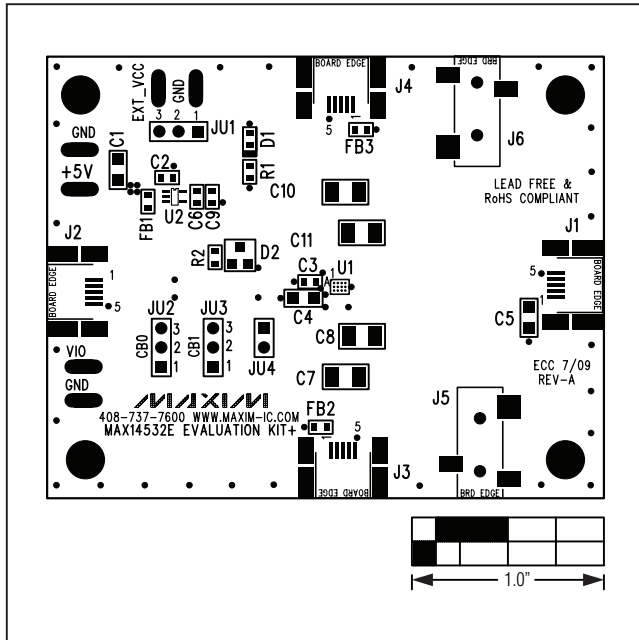 BOARD EDGE
BRD EDGE
EXT_VCC
GND
J4
3 2 1
JU1
5
1
FB3
J6
GND
+5V
C1
C2
D1
R1
C10
FB1
U2
C6
C9
LEAD FREE &
RoHS COMPLIANT
J2
J1
BOARD EDGE
1
5
R2
D2
C11
C3
A
1
U1
C4
5
1
BOARD EDGE
C5
JU2
JU3
CB0
3
2
1
CB1
3
2
1
JU4
C8
C7
VIO
GND
ECC 7/09
REV-A
MAXIM
408-737-7600 WWW.MAXIM-IC.COM
MAX14532E EVALUATION KIT+
FB2
1
5
J5
J3
BOARD EDGE
BRD EDGE
1.0"